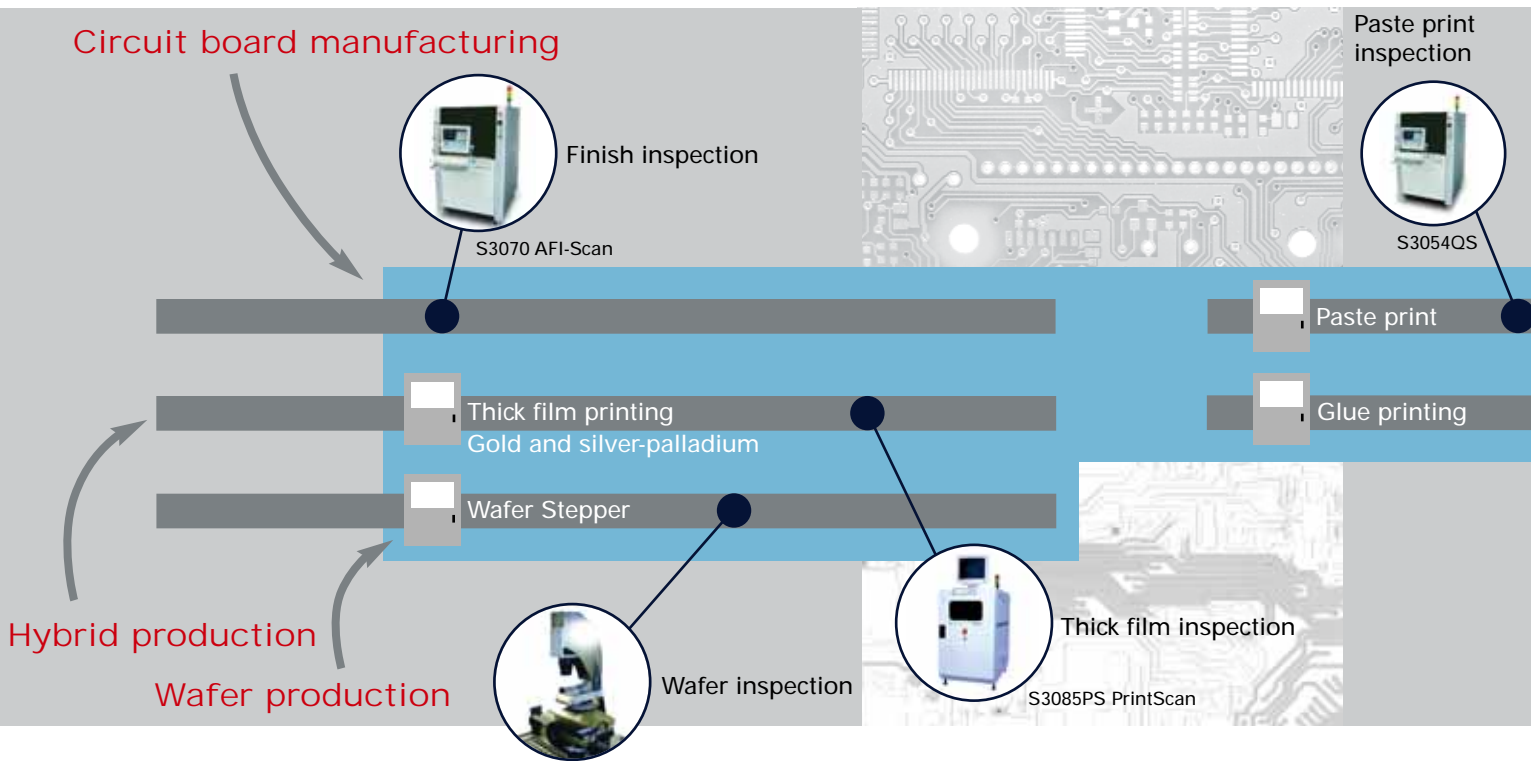 Circuit board manufacturing
Paste print
inspection
Finish inspection
S3070 AFI-Scan
S3054QS
Paste print
Thick film printing
Gold and silver-palladium
Glue printing
Wafer Stepper
Hybrid production
Wafer production
Wafer inspection
Thick film inspection
S3085PS PrintScan